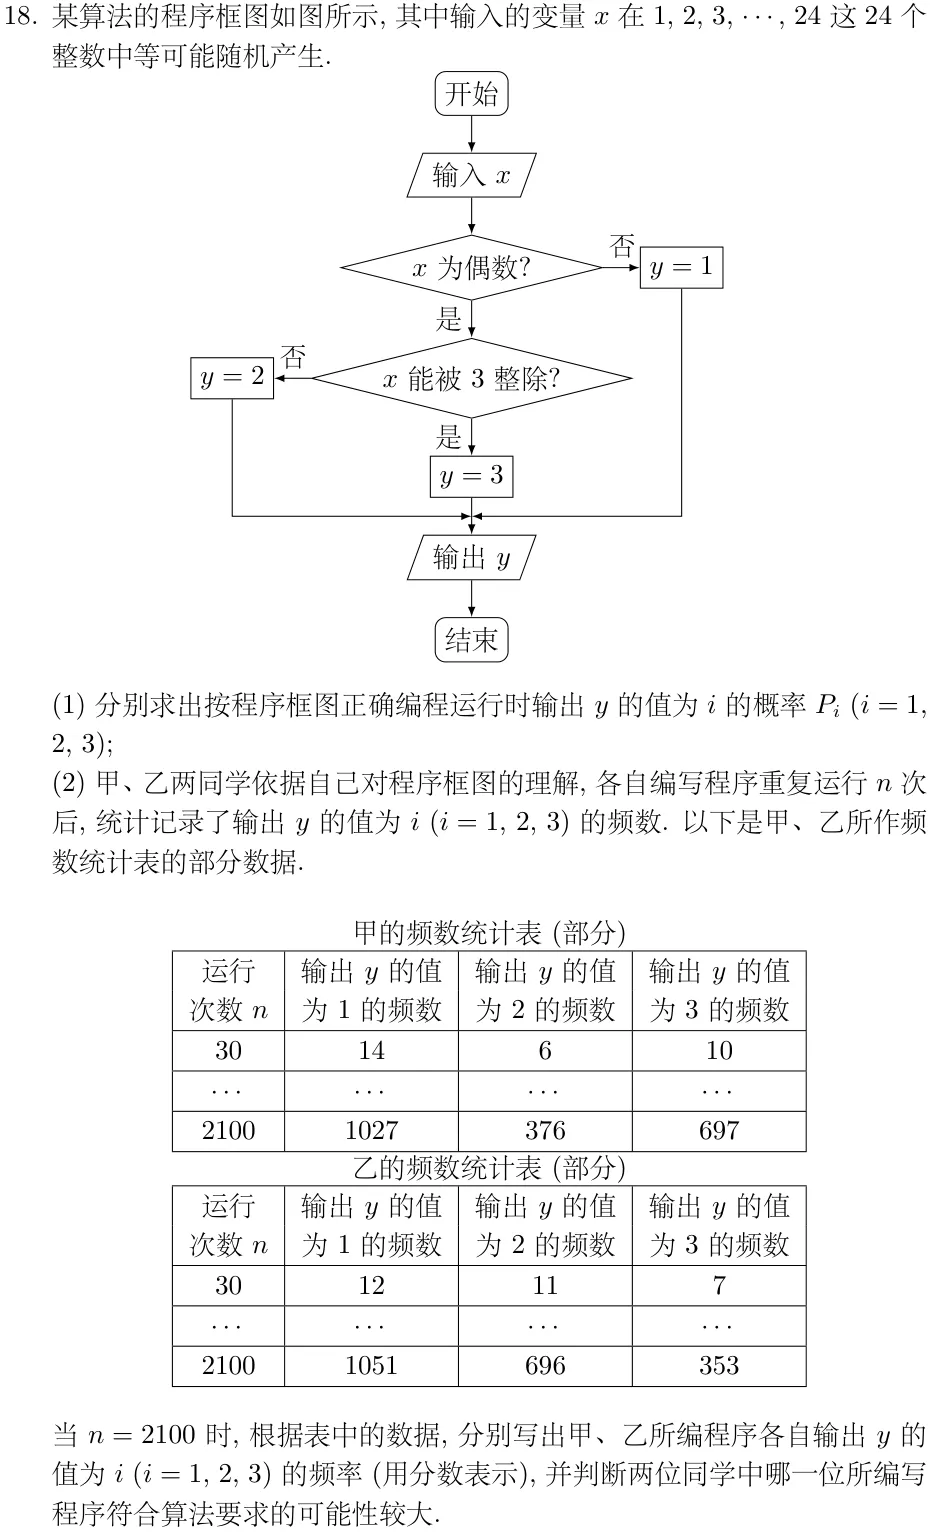 18. 某算法的程序框图如图所示, 其中输入的变量 x 在 1, 2, 3, ···, 24 这 24 个
整数中等可能随机产生.
开始
输入 x
x 为偶数?
否
y = 1
是
y = 2
否
x 能被 3 整除?
是
y = 3
输出 y
结束
(1) 分别求出按程序框图正确编程运行时输出 y 的值为 i 的概率 P_i (i = 1,
2, 3);
(2) 甲、乙两同学依据自己对程序框图的理解, 各自编写程序重复运行 n 次
后, 统计记录了输出 y 的值为 i (i = 1, 2, 3) 的频数. 以下是甲、乙所作频
数统计表的部分数据.
甲的频数统计表 (部分)
运行 输出 y 的值 输出 y 的值 输出 y 的值
次数 n 为 1 的频数 为 2 的频数 为 3 的频数
30 14 6 10
··· ··· ··· ···
2100 1027 376 697
乙的频数统计表 (部分)
运行 输出 y 的值 输出 y 的值 输出 y 的值
次数 n 为 1 的频数 为 2 的频数 为 3 的频数
30 12 11 7
··· ··· ··· ···
2100 1051 696 353
当 n = 2100 时, 根据表中的数据, 分别写出甲、乙所编程序各自输出 y 的
值为 i (i = 1, 2, 3) 的频率 (用分数表示), 并判断两位同学中哪一位所编写
程序符合算法要求的可能性较大.